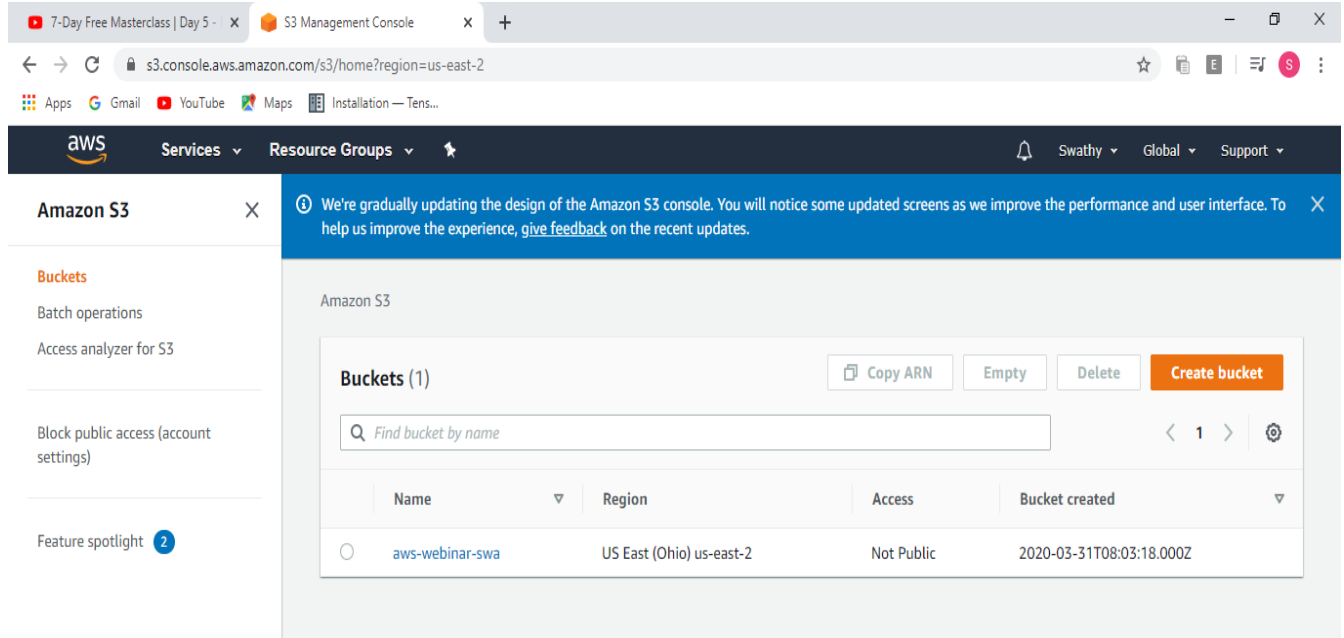 7-Day Free Masterclass | Day 5 -
S3 Management Console
s3.console.aws.amazon.com/s3/home?region=us-east-2
E
S
Apps
Gmail
YouTube
Maps
Installation — Tens...
aws
Services
Resource Groups
Swathy
Global
Support
Amazon S3
We're gradually updating the design of the Amazon S3 console. You will notice some updated screens as we improve the performance and user interface. To
help us improve the experience, give feedback on the recent updates.
Buckets
Batch operations
Access analyzer for S3
Block public access (account
settings)
Feature spotlight 2
Amazon S3
Buckets (1)
Copy ARN
Empty
Delete
Create bucket
Find bucket by name
1
Name Region Access Bucket created
aws-webinar-swa US East (Ohio) us-east-2 Not Public 2020-03-31T08:03:18.000Z